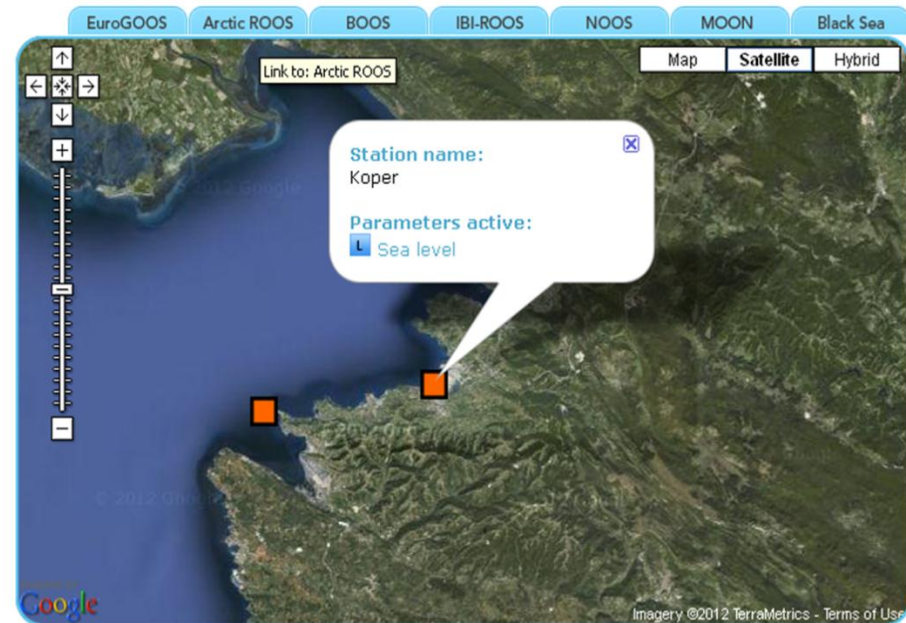 EuroGOOS Arctic ROOS BOOS IBI-ROOS NOOS MOON Black Sea
Link to: Arctic ROOS
Map Satellite Hybrid
Station name:
Koper
Parameters active:
L Sea level
© 2012 Google
© 2012 Google
Google
Imagery ©2012 TerraMetrics - Terms of Use